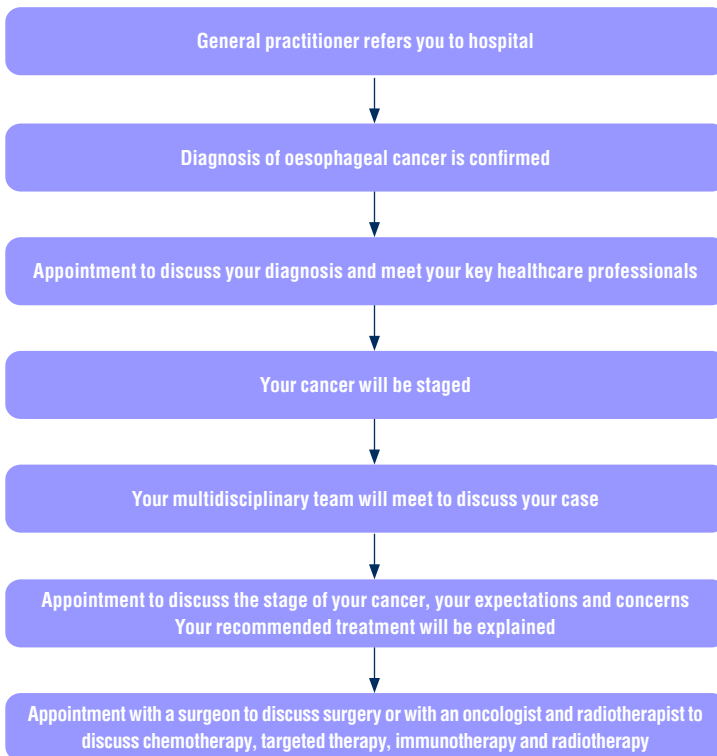 General practitioner refers you to hospital
Diagnosis of oesophageal cancer is confirmed
Appointment to discuss your diagnosis and meet your key healthcare professionals
Your cancer will be staged
Your multidisciplinary team will meet to discuss your case
Appointment to discuss the stage of your cancer, your expectations and concerns
Your recommended treatment will be explained
Appointment with a surgeon to discuss surgery or with an oncologist and radiotherapist to
discuss chemotherapy, targeted therapy, immunotherapy and radiotherapy